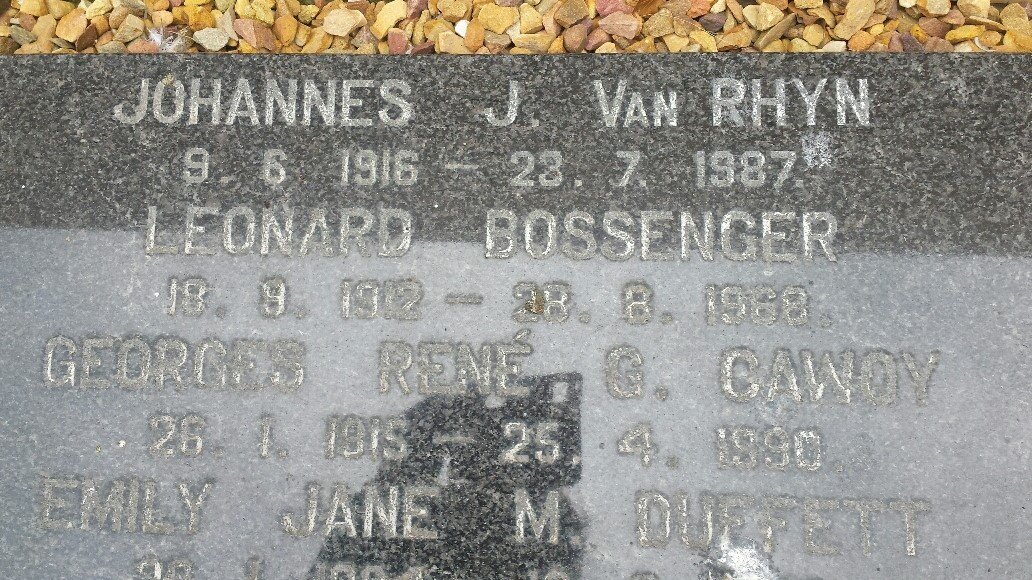 JOHANNES J. VAN RHYN
9. 6 1916 - 23. 7. 1987.
LEONARD BOSSENGER
18. 9. 1912 - 28. 8. 1968.
GEORGES RENÉ G. CAWOY
26. 1. 1915 - 25. 4. 1990.
EMILY JANE M. DUFFETT